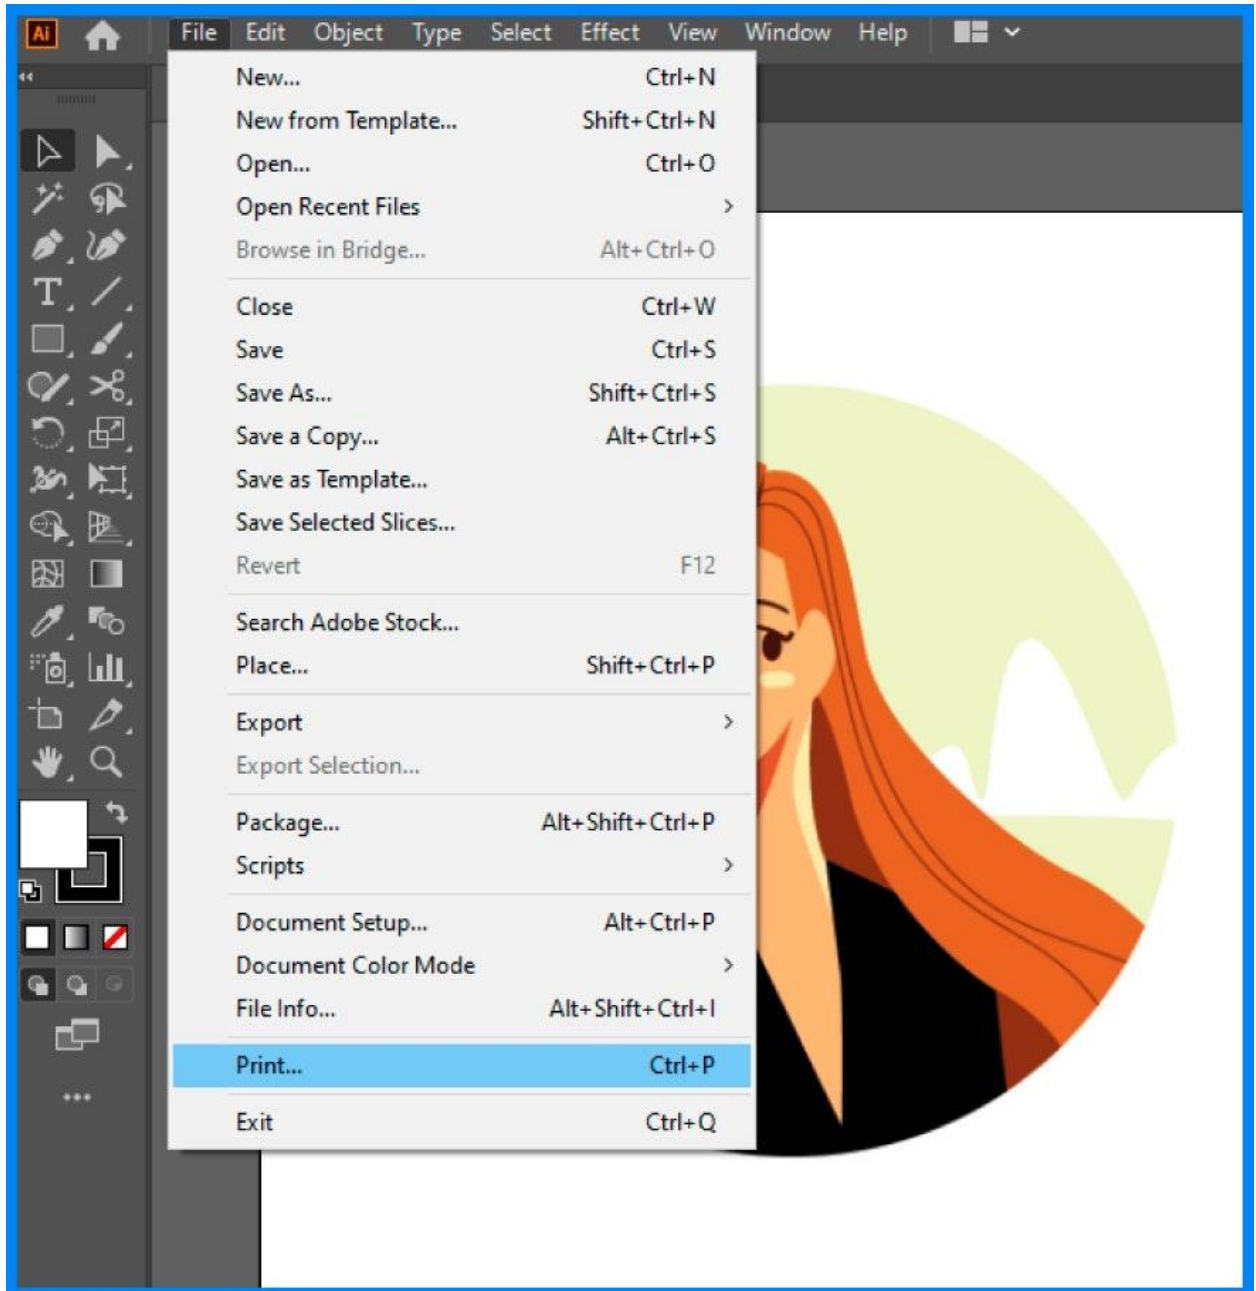 Ai File Edit Object Type Select Effect View Window Help
New... Ctrl+N
New from Template... Shift+Ctrl+N
Open... Ctrl+O
Open Recent Files
Browse in Bridge... Alt+Ctrl+O
Close Ctrl+W
Save Ctrl+S
Save As... Shift+Ctrl+S
Save a Copy... Alt+Ctrl+S
Save as Template...
Save Selected Slices...
Revert F12
Search Adobe Stock...
Place... Shift+Ctrl+P
Export
Export Selection...
Package... Alt+Shift+Ctrl+P
Scripts
Document Setup... Alt+Ctrl+P
Document Color Mode
File Info... Alt+Shift+Ctrl+I
Print... Ctrl+P
Exit Ctrl+Q